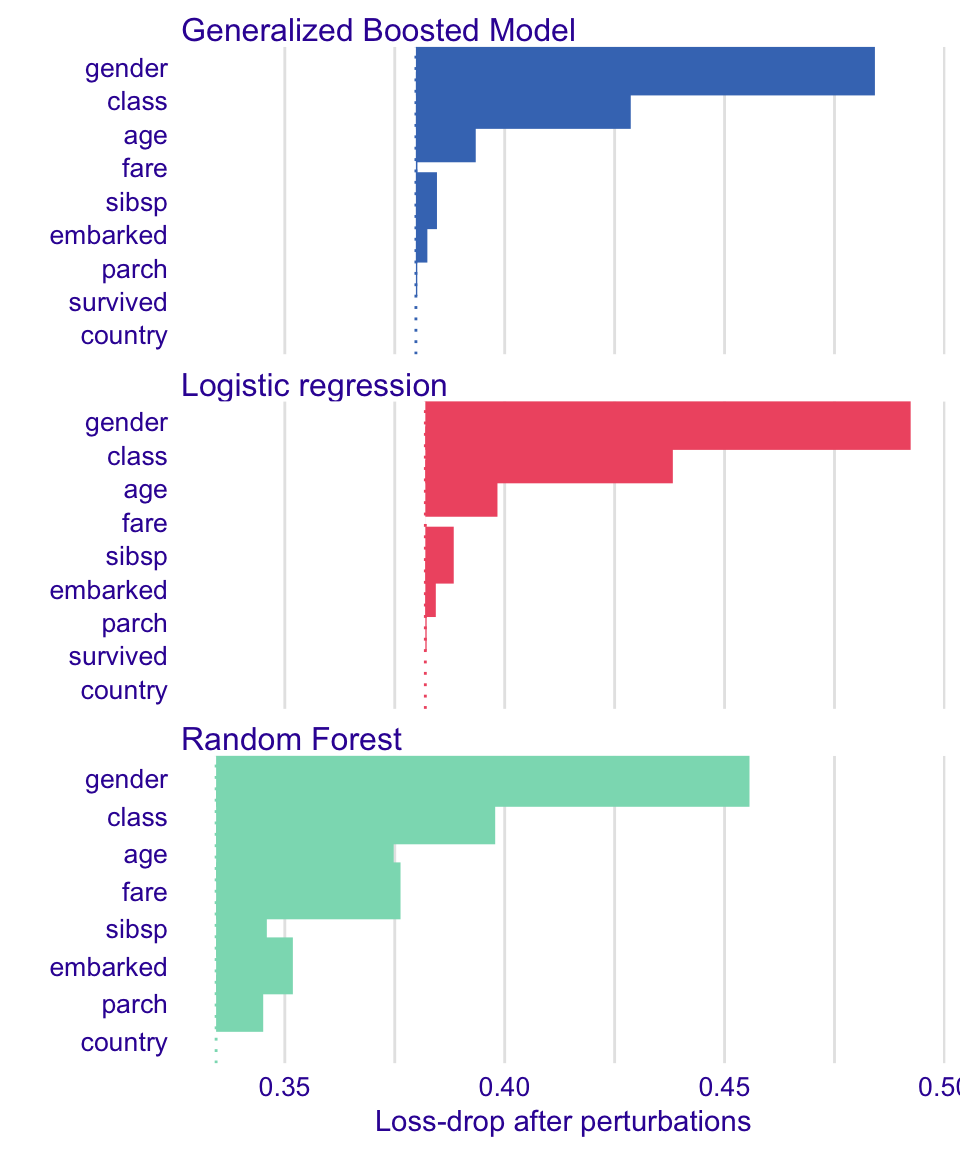 Generalized Boosted Model
gender
class
age
fare
sibsp
embarked
parch
survived
country
Logistic regression
gender
class
age
fare
sibsp
embarked
parch
survived
country
Random Forest
gender
class
age
fare
sibsp
embarked
parch
country
0.35 0.40 0.45 0.50
Loss-drop after perturbations